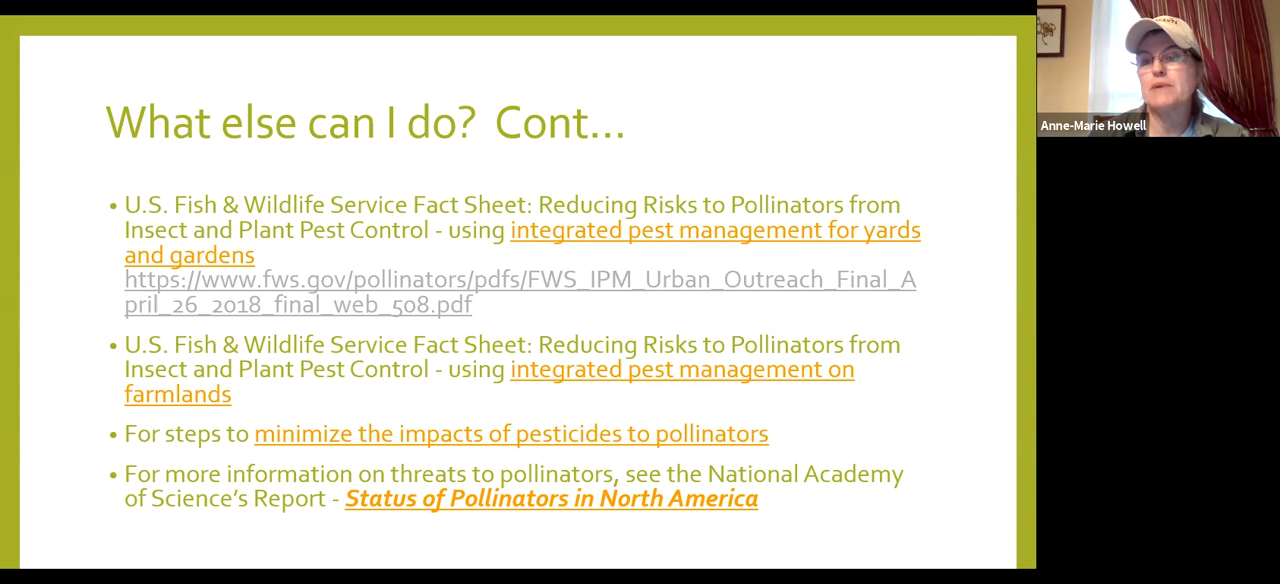 What else can I do?  Cont...
• U.S. Fish & Wildlife Service Fact Sheet: Reducing Risks to Pollinators from
Insect and Plant Pest Control - using integrated pest management for yards
and gardens
https://www.fws.gov/pollinators/pdfs/FWS_IPM_Urban_Outreach_Final_A
pril_26_2018_final_web_508.pdf
• U.S. Fish & Wildlife Service Fact Sheet: Reducing Risks to Pollinators from
Insect and Plant Pest Control - using integrated pest management on
farmlands
• For steps to minimize the impacts of pesticides to pollinators
• For more information on threats to pollinators, see the National Academy
of Science's Report - Status of Pollinators in North America
Anne-Marie Howell